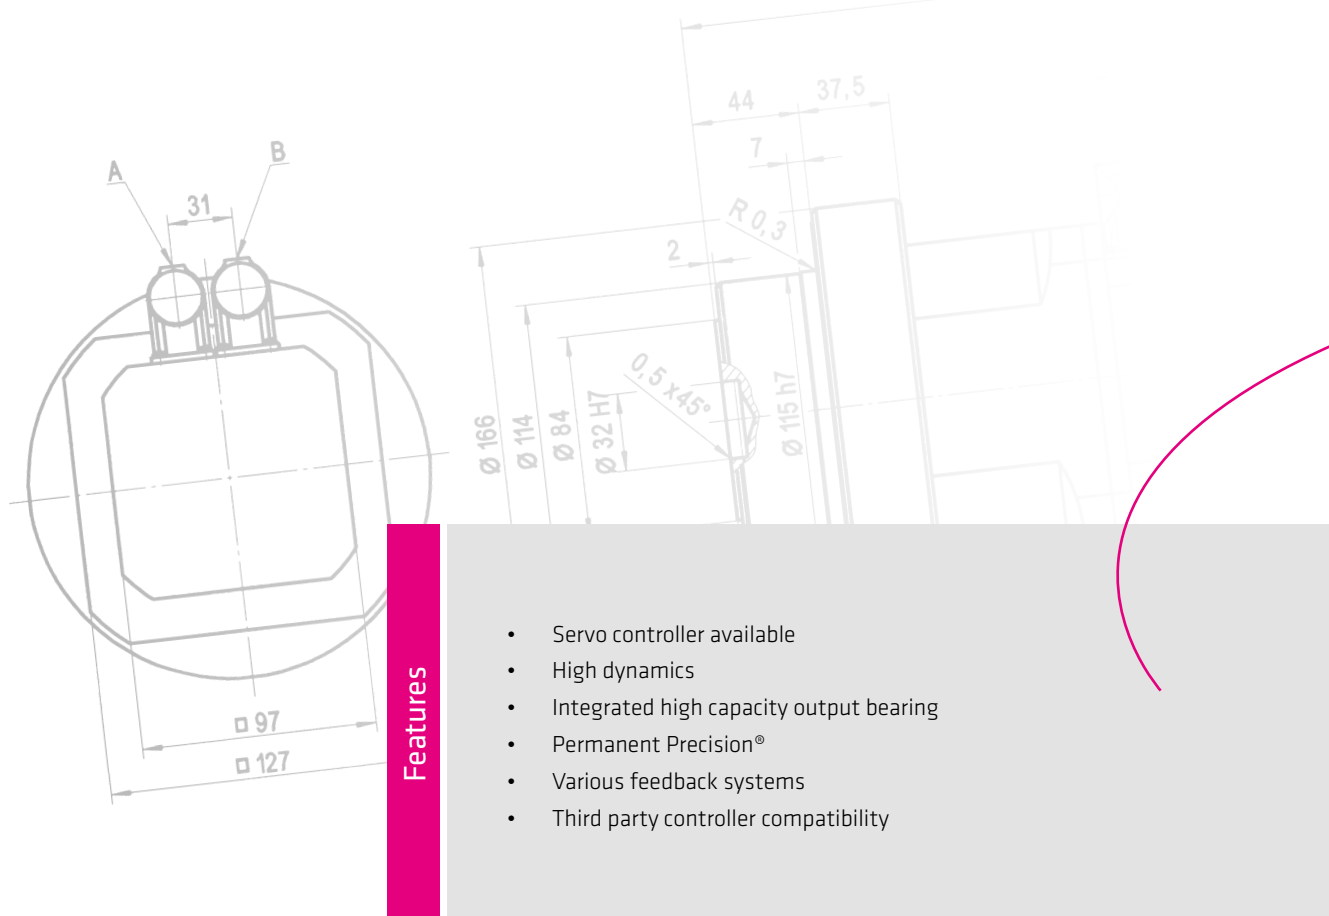 44
37,5
7
A
B
31
R 0,3
2
0,5 x45°
Ø 166
Ø 114
Ø 84
Ø 32 H7
Ø 115 h7
□ 97
□ 127
Features
• Servo controller available
• High dynamics
• Integrated high capacity output bearing
• Permanent Precision®
• Various feedback systems
• Third party controller compatibility